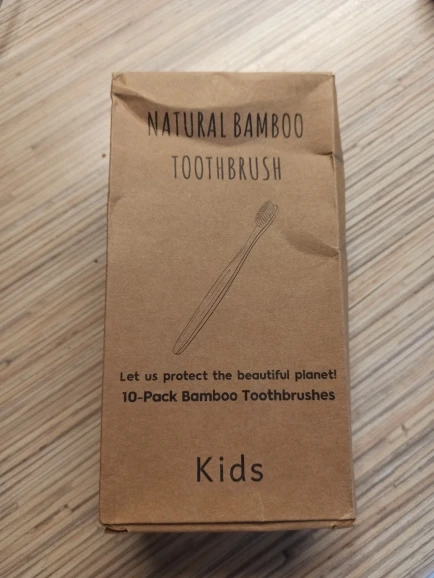 NATURAL BAMBOO
TOOTHBRUSH
Let us protect the beautiful planet!
10-Pack Bamboo Toothbrushes
Kids